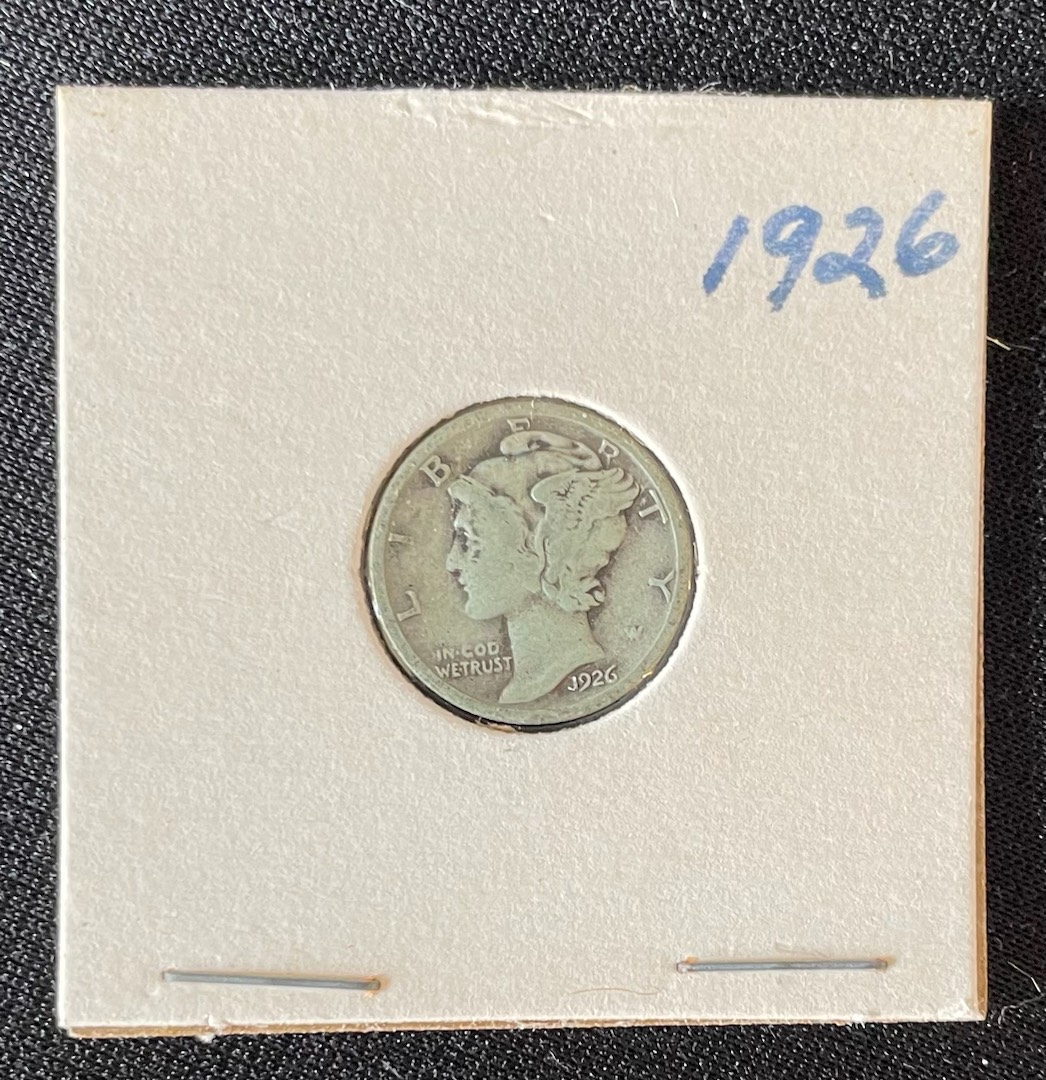 1926
LIBERTY
IN·GOD
WE TRUST
W
1926